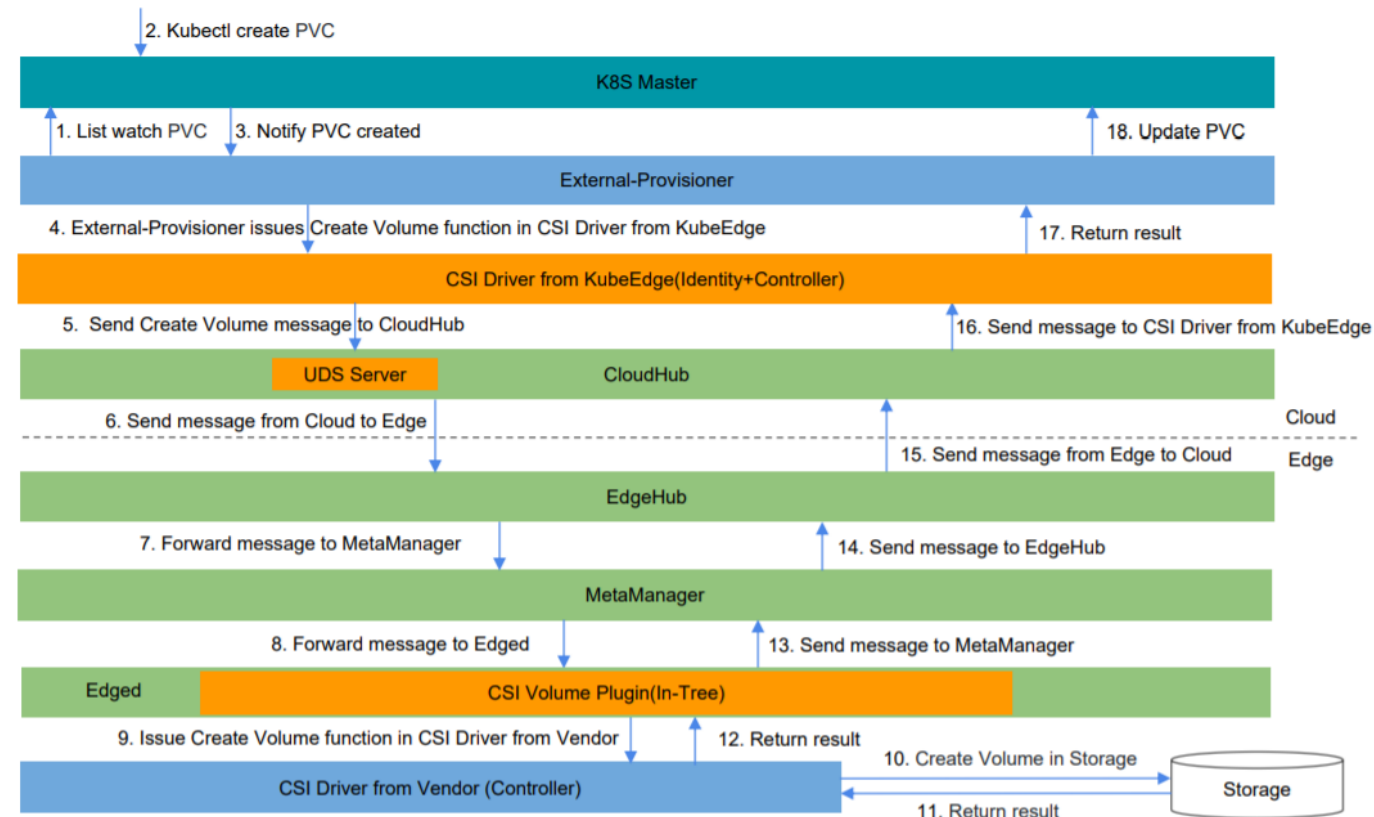 2. Kubectl create PVC
K8S Master
1. List watch PVC
3. Notify PVC created
18. Update PVC
External-Provisioner
4. External-Provisioner issues Create Volume function in CSI Driver from KubeEdge
17. Return result
CSI Driver from KubeEdge(Identity+Controller)
5. Send Create Volume message to CloudHub
16. Send message to CSI Driver from KubeEdge
UDS Server
CloudHub
6. Send message from Cloud to Edge
Cloud
15. Send message from Edge to Cloud
Edge
EdgeHub
7. Forward message to MetaManager
14. Send message to EdgeHub
MetaManager
8. Forward message to Edged
13. Send message to MetaManager
Edged
CSI Volume Plugin(In-Tree)
9. Issue Create Volume function in CSI Driver from Vendor
12. Return result
10. Create Volume in Storage
CSI Driver from Vendor (Controller)
Storage
11. Return result